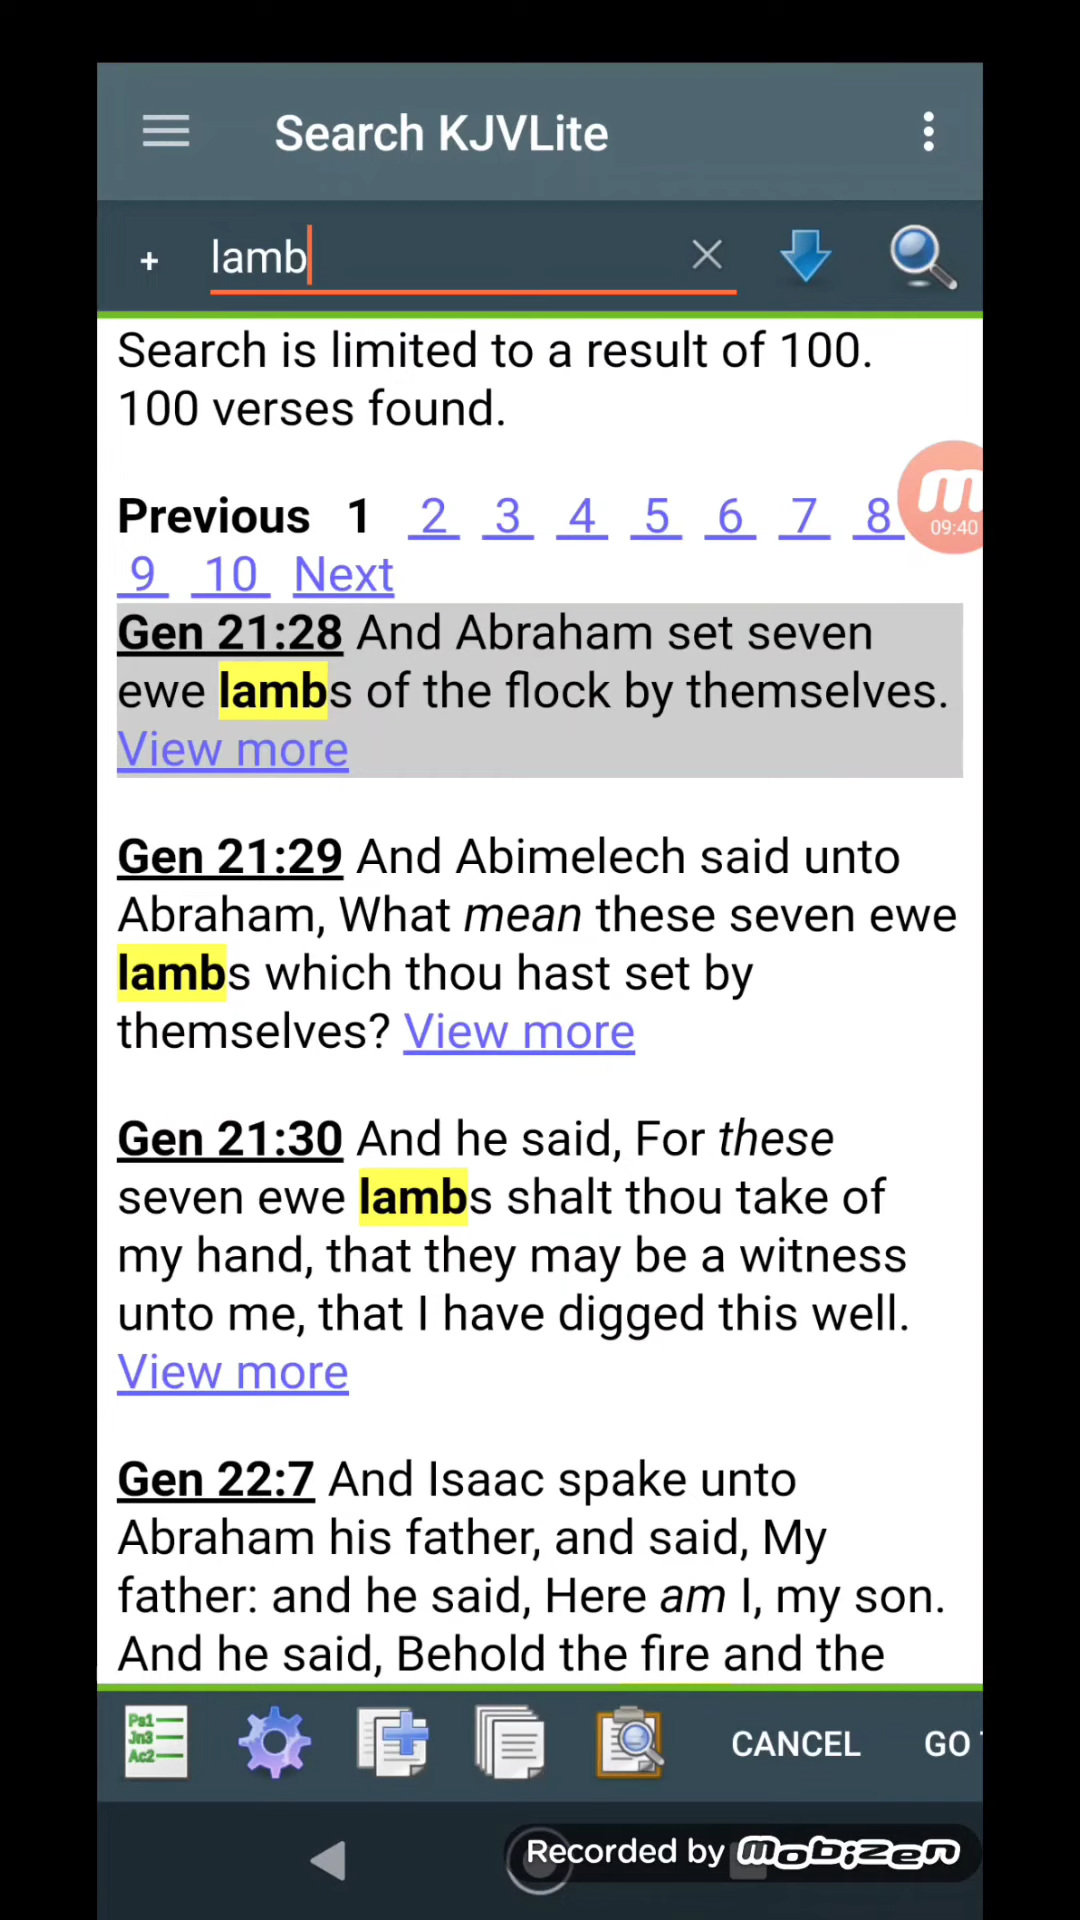 Search KJVLite
+ lamb
Search is limited to a result of 100.
100 verses found.
Previous 1 2 3 4 5 6 7 8
9 10 Next
09:40
Gen 21:28 And Abraham set seven
ewe lambs of the flock by themselves.
View more
Gen 21:29 And Abimelech said unto
Abraham, What mean these seven ewe
lambs which thou hast set by
themselves? View more
Gen 21:30 And he said, For these
seven ewe lambs shalt thou take of
my hand, that they may be a witness
unto me, that I have digged this well.
View more
Gen 22:7 And Isaac spake unto
Abraham his father, and said, My
father: and he said, Here am I, my son.
And he said, Behold the fire and the
Ps1
Jn3
Ac2
CANCEL GO
Recorded by mobizen